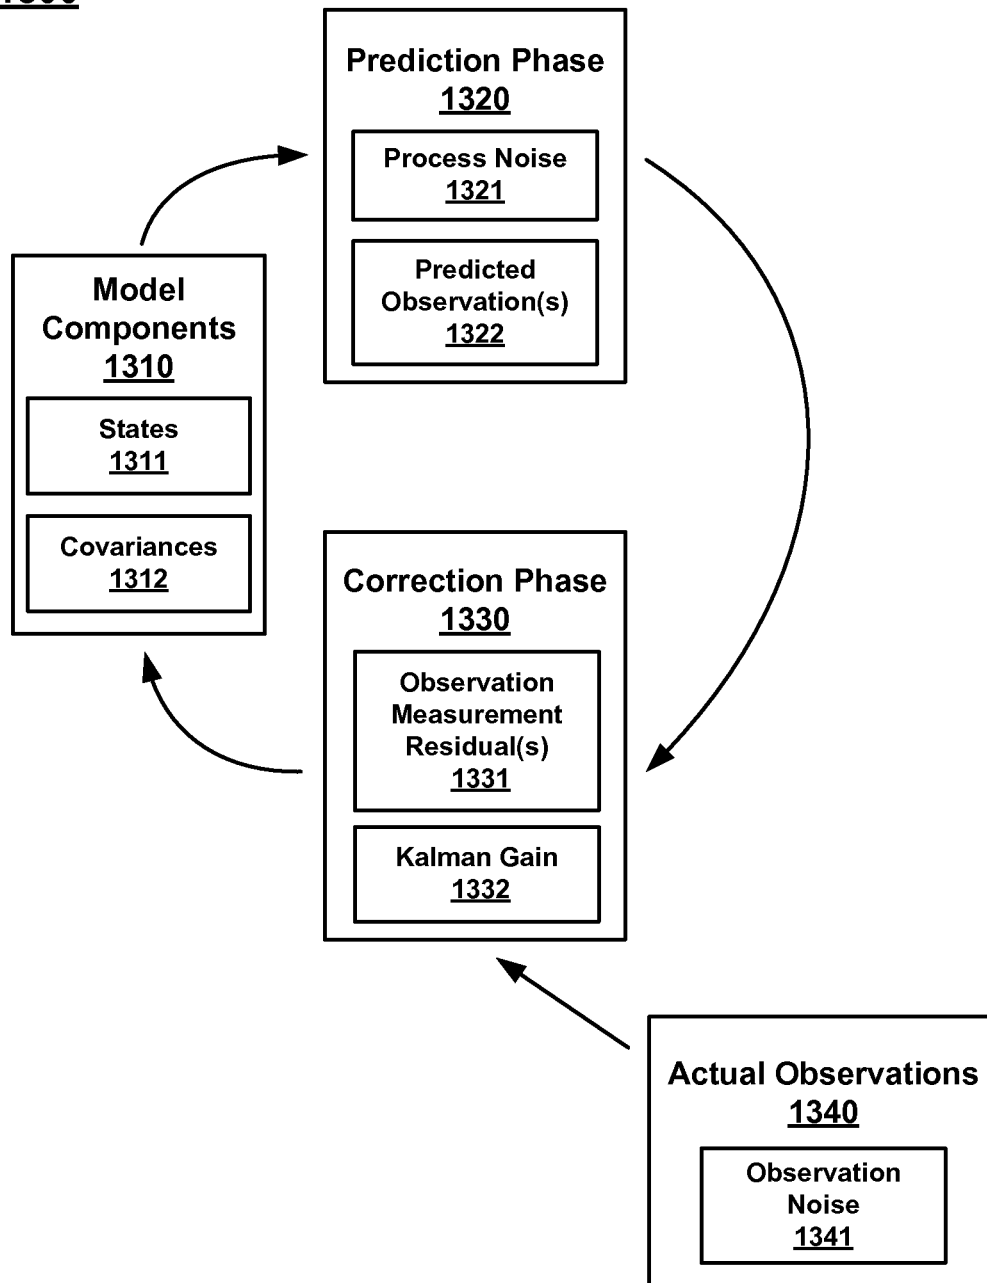 Prediction Phase
1320
Process Noise
1321
Predicted
Observation(s)
1322
Model
Components
1310
States
1311
Covariances
1312
Correction Phase
1330
Observation
Measurement
Residual(s)
1331
Kalman Gain
1332
Actual Observations
1340
Observation
Noise
1341